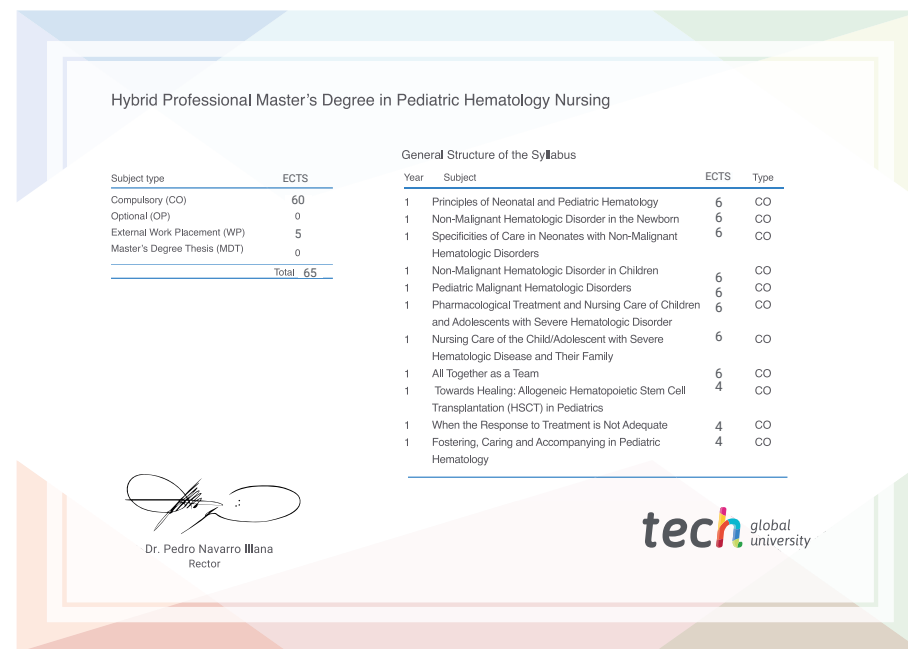 Hybrid Professional Master's Degree in Pediatric Hematology Nursing
Subject type ECTS
Compulsory (CO) 60
Optional (OP) 0
External Work Placement (WP) 5
Master's Degree Thesis (MDT) 0
Total 65
General Structure of the Syllabus
Year Subject ECTS Type
1 Principles of Neonatal and Pediatric Hematology 6 CO
1 Non-Malignant Hematologic Disorder in the Newborn 6 CO
1 Specificities of Care in Neonates with Non-Malignant 6 CO
Hematologic Disorders
1 Non-Malignant Hematologic Disorder in Children 6 CO
1 Pediatric Malignant Hematologic Disorders 6 CO
1 Pharmacological Treatment and Nursing Care of Children 6 CO
and Adolescents with Severe Hematologic Disorder
1 Nursing Care of the Child/Adolescent with Severe 6 CO
Hematologic Disease and Their Family
1 All Together as a Team 6 CO
1 Towards Healing: Allogeneic Hematopoietic Stem Cell 4 CO
Transplantation (HSCT) in Pediatrics
1 When the Response to Treatment is Not Adequate 4 CO
1 Fostering, Caring and Accompanying in Pediatric 4 CO
Hematology
Dr. Pedro Navarro Illana
Rector
tech global
university